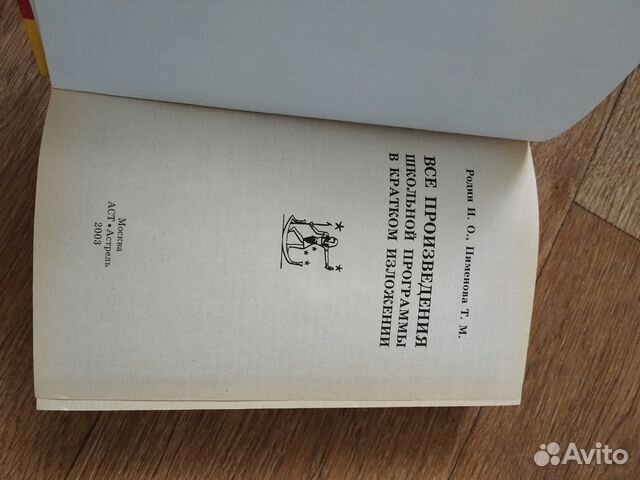 Родин И. О., Пименова Т. М.
ВСЕ ПРОИЗВЕДЕНИЯ
ШКОЛЬНОЙ ПРОГРАММЫ
В КРАТКОМ ИЗЛОЖЕНИИ
Москва
АСТ • Астрель
2003
Avito